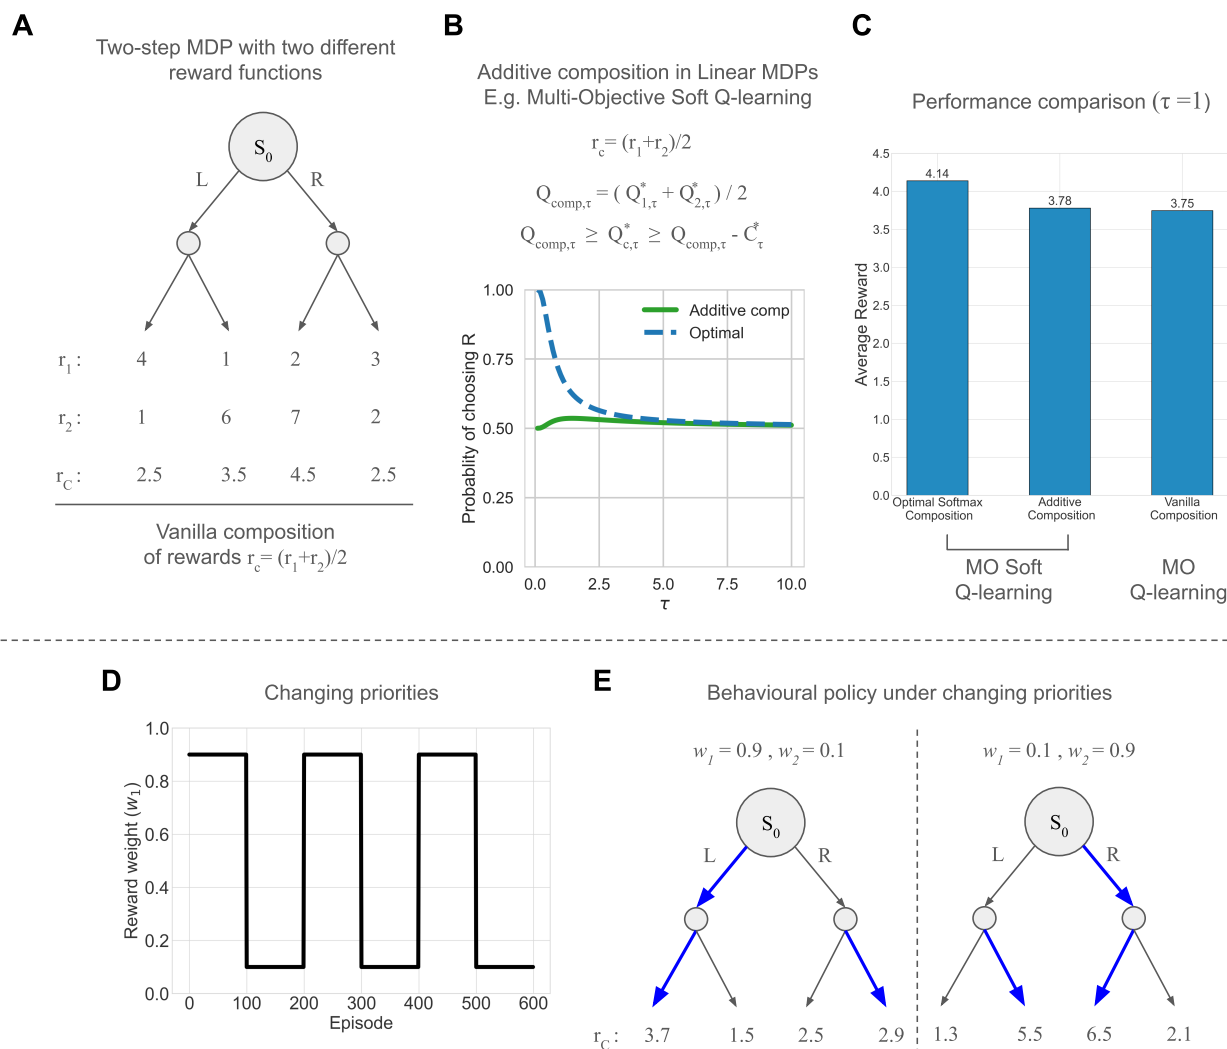 A
Two-step MDP with two different
reward functions
S0
L
R
r1 :
4
1
2
3
r2 :
1
6
7
2
rC :
2.5
3.5
4.5
2.5
Vanilla composition
of rewards rc= (r1+r2)/2
B
Additive composition in Linear MDPs
E.g. Multi-Objective Soft Q-learning
rc= (r1+r2)/2
Qcomp,τ = ( Q*1,τ + Q*2,τ ) / 2
Qcomp,τ ≥ Q*c,τ ≥ Qcomp,τ - C*τ
Probablity of choosing R
1.00
0.75
0.50
0.25
0.00
Additive comp
Optimal
0.0
2.5
5.0
7.5
10.0
τ
C
Performance comparison (τ =1)
Average Reward
4.5
4.0
3.5
3.0
2.5
2.0
1.5
1.0
0.5
0.0
4.14
3.78
3.75
Optimal Softmax
Composition
Additive
Composition
Vanilla
Composition
MO Soft
Q-learning
MO
Q-learning
D
Changing priorities
Reward weight (w1)
1.0
0.8
0.6
0.4
0.2
0.0
0
100
200
300
400
500
600
Episode
E
Behavioural policy under changing priorities
w1 = 0.9 , w2 = 0.1
S0
L
R
rC :
3.7
1.5
2.5
2.9
w1 = 0.1 , w2 = 0.9
S0
L
R
1.3
5.5
6.5
2.1